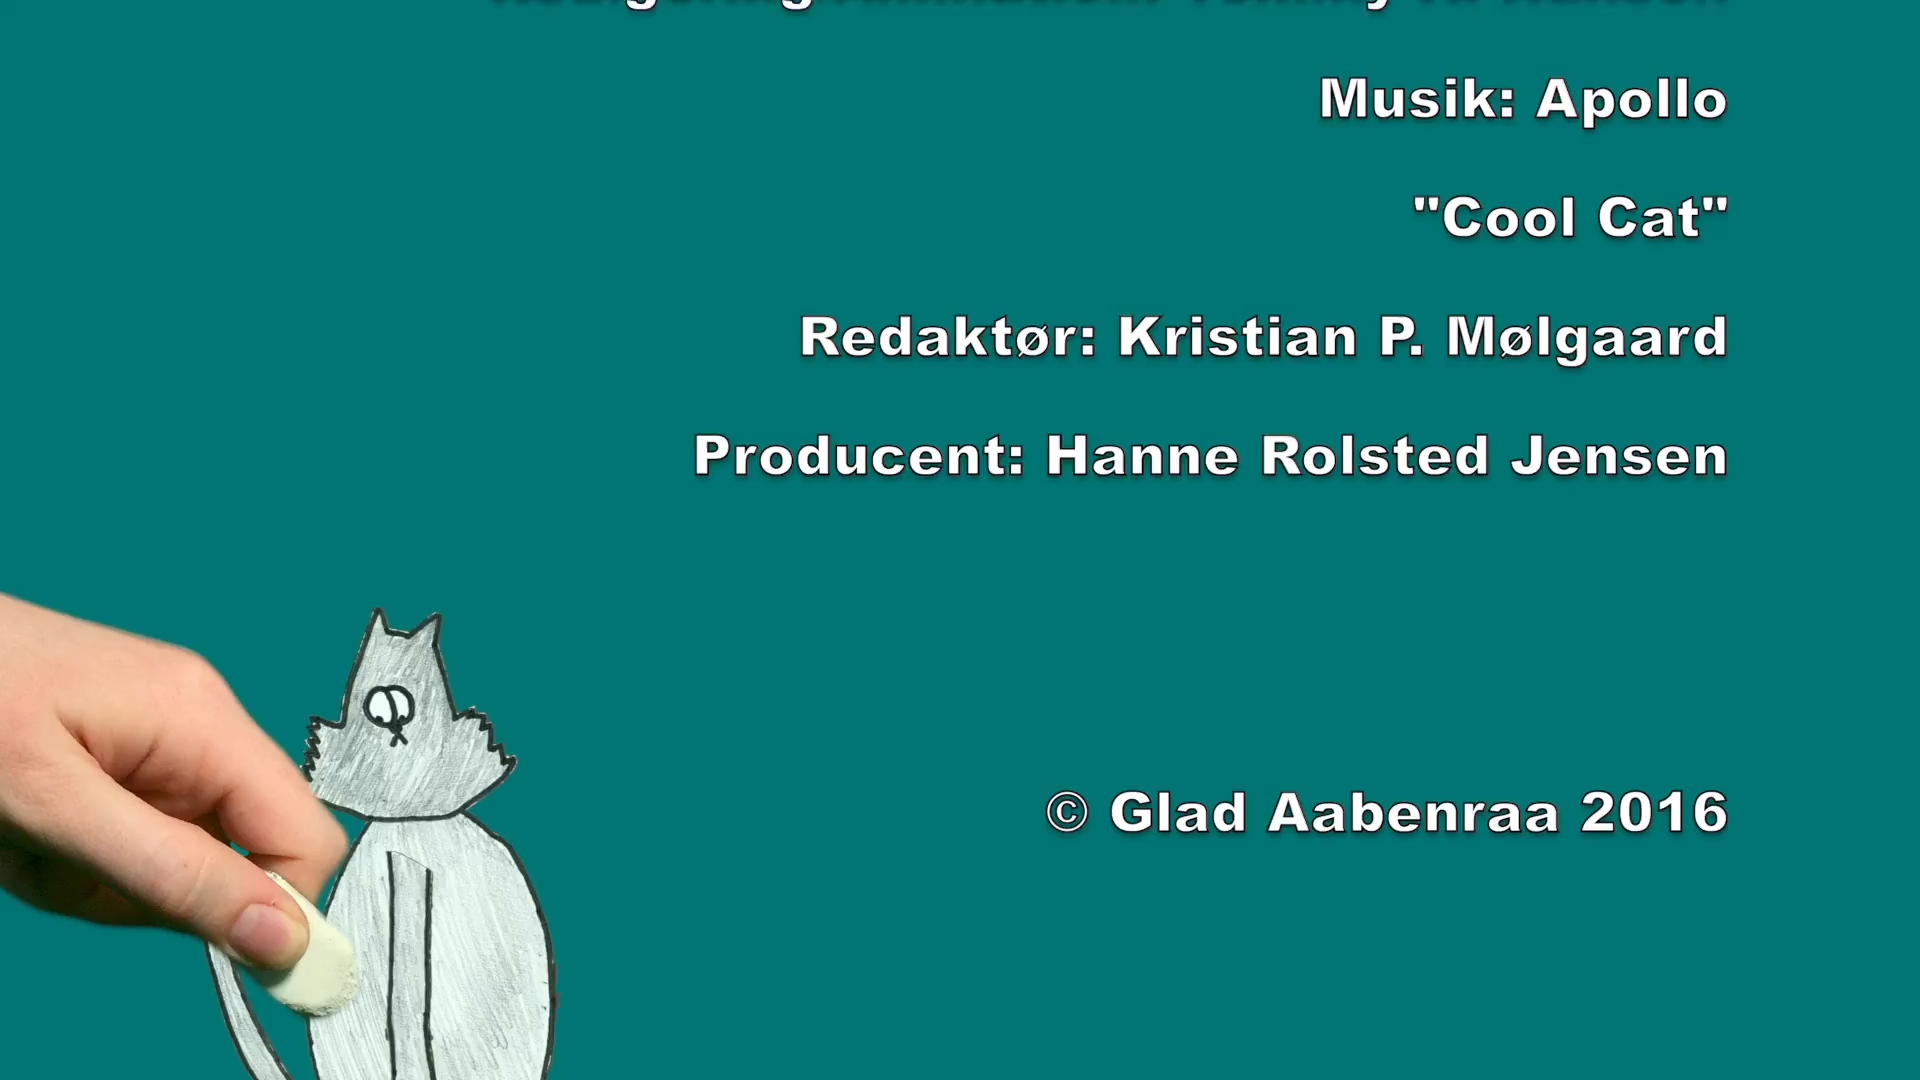 Musik: Apollo
"Cool Cat"
Redaktør: Kristian P. Mølgaard
Producent: Hanne Rolsted Jensen
© Glad Aabenraa 2016